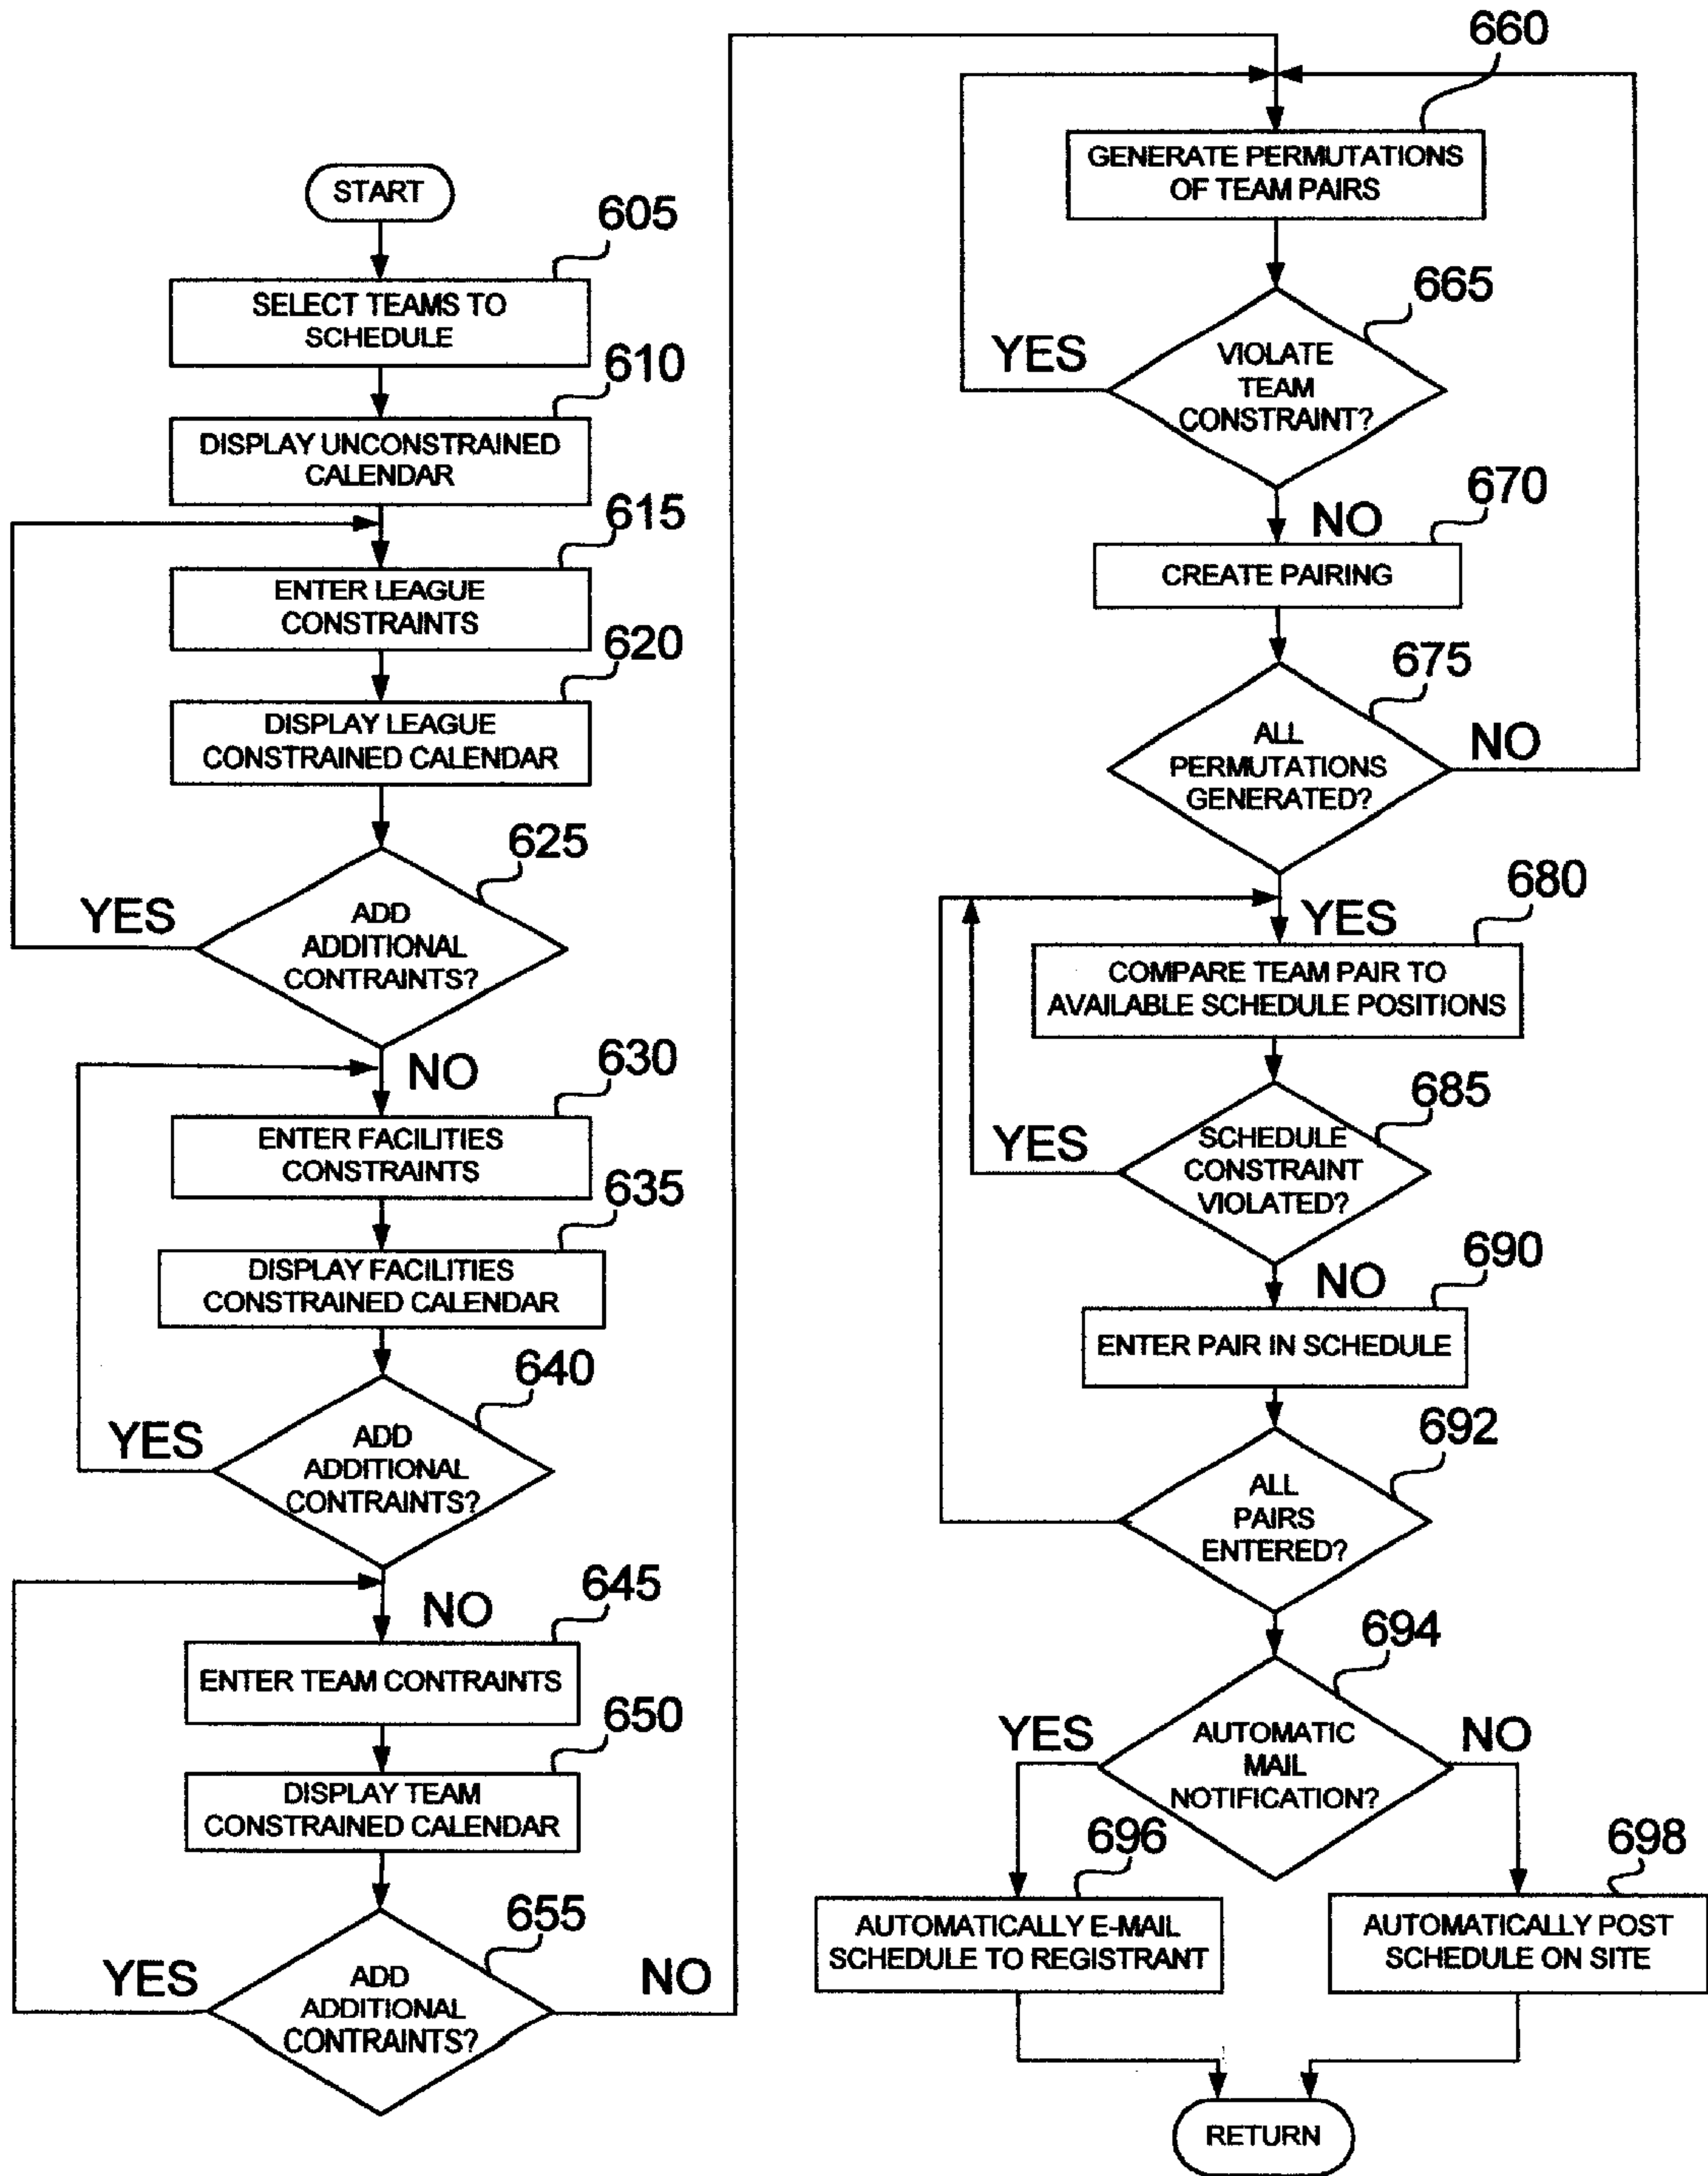 START
605
SELECT TEAMS TO
SCHEDULE
610
DISPLAY UNCONSTRAINED
CALENDAR
615
ENTER LEAGUE
CONSTRAINTS
620
DISPLAY LEAGUE
CONSTRAINED CALENDAR
625
YES
ADD
ADDITIONAL
CONTRAINTS?
NO
630
ENTER FACILITIES
CONSTRAINTS
635
DISPLAY FACILITIES
CONSTRAINED CALENDAR
640
YES
ADD
ADDITIONAL
CONTRAINTS?
NO
645
ENTER TEAM CONTRAINTS
650
DISPLAY TEAM
CONSTRAINED CALENDAR
655
YES
ADD
ADDITIONAL
CONTRAINTS?
NO
660
GENERATE PERMUTATIONS
OF TEAM PAIRS
665
YES
VIOLATE
TEAM
CONSTRAINT?
NO
670
CREATE PAIRING
675
ALL
PERMUTATIONS
GENERATED?
NO
YES
680
COMPARE TEAM PAIR TO
AVAILABLE SCHEDULE POSITIONS
685
YES
SCHEDULE
CONSTRAINT
VIOLATED?
NO
690
ENTER PAIR IN SCHEDULE
692
ALL
PAIRS
ENTERED?
694
YES
AUTOMATIC
MAIL
NOTIFICATION?
NO
696
AUTOMATICALLY E-MAIL
SCHEDULE TO REGISTRANT
698
AUTOMATICALLY POST
SCHEDULE ON SITE
RETURN